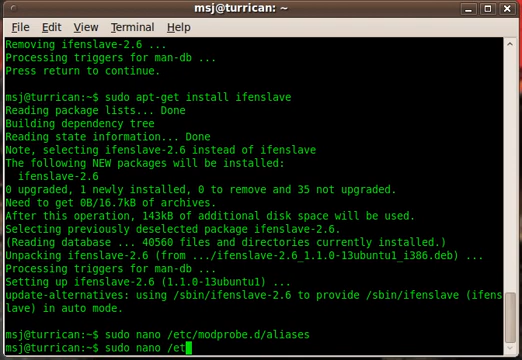 msj@turrican: ~
File Edit View Terminal Help
Removing ifenslave-2.6 ...
Processing triggers for man-db ...
Press return to continue.
msj@turrican:~$ sudo apt-get install ifenslave
Reading package lists... Done
Building dependency tree
Reading state information... Done
Note, selecting ifenslave-2.6 instead of ifenslave
The following NEW packages will be installed:
  ifenslave-2.6
0 upgraded, 1 newly installed, 0 to remove and 35 not upgraded.
Need to get 0B/16.7kB of archives.
After this operation, 143kB of additional disk space will be used.
Selecting previously deselected package ifenslave-2.6.
(Reading database ... 40560 files and directories currently installed.)
Unpacking ifenslave-2.6 (from .../ifenslave-2.6_1.1.0-13ubuntu1_i386.deb) ...
Processing triggers for man-db ...
Setting up ifenslave-2.6 (1.1.0-13ubuntu1) ...
update-alternatives: using /sbin/ifenslave-2.6 to provide /sbin/ifenslave (ifens
lave) in auto mode.
msj@turrican:~$ sudo nano /etc/modprobe.d/aliases
msj@turrican:~$ sudo nano /et